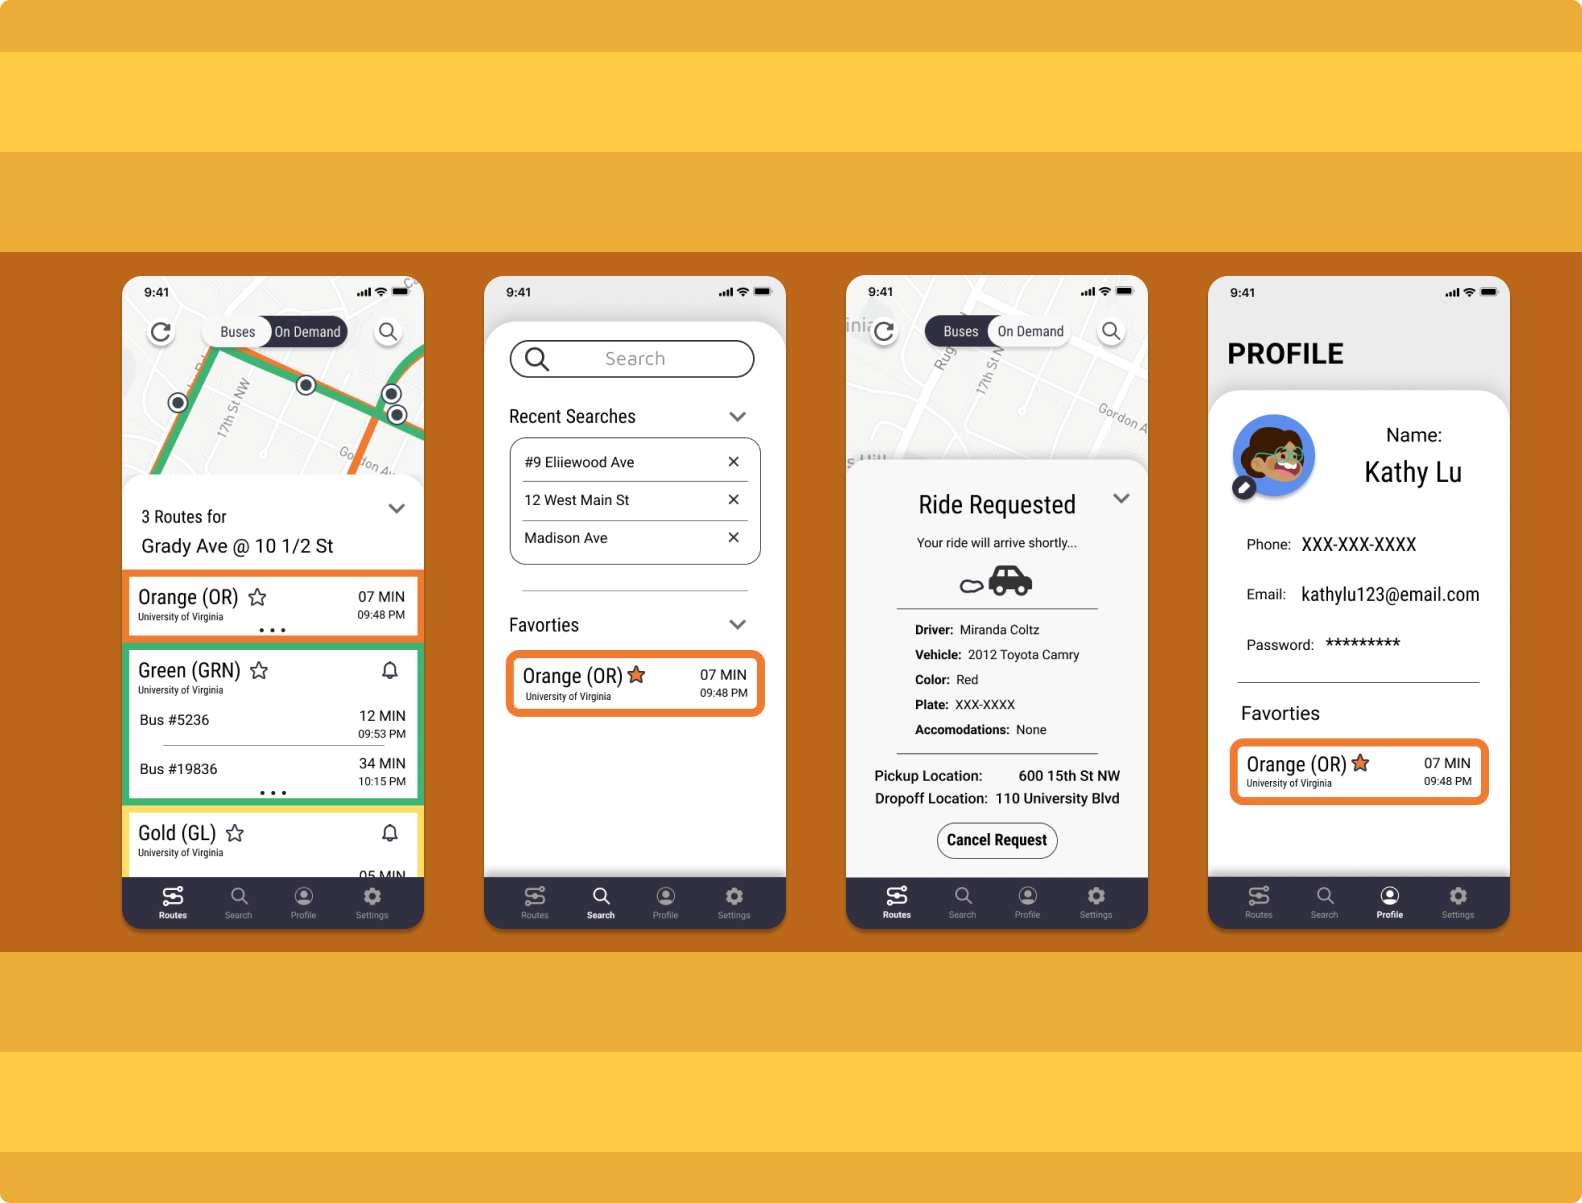 9:41
Buses On Demand
17th St NW
Gordon Av
3 Routes for
Grady Ave @ 10 1/2 St
Orange (OR)
07 MIN
University of Virginia
09:48 PM
Green (GRN)
University of Virginia
Bus #5236
12 MIN
09:53 PM
Bus #19836
34 MIN
10:15 PM
Gold (GL)
University of Virginia
05 MIN
Routes Search Profile Settings
9:41
Search
Recent Searches
#9 Eliiewood Ave
12 West Main St
Madison Ave
Favorties
Orange (OR)
07 MIN
University of Virginia
09:48 PM
Routes Search Profile Settings
9:41
Buses On Demand
inia
Rug
17th St N
Gordon A
s Hill
Ride Requested
Your ride will arrive shortly...
Driver: Miranda Coltz
Vehicle: 2012 Toyota Camry
Color: Red
Plate: XXX-XXXX
Accomodations: None
Pickup Location: 600 15th St NW
Dropoff Location: 110 University Blvd
Cancel Request
Routes Search Profile Settings
9:41
PROFILE
Name:
Kathy Lu
Phone: XXX-XXX-XXXX
Email: kathylu123@email.com
Password: *********
Favorties
Orange (OR)
07 MIN
University of Virginia
09:48 PM
Routes Search Profile Settings